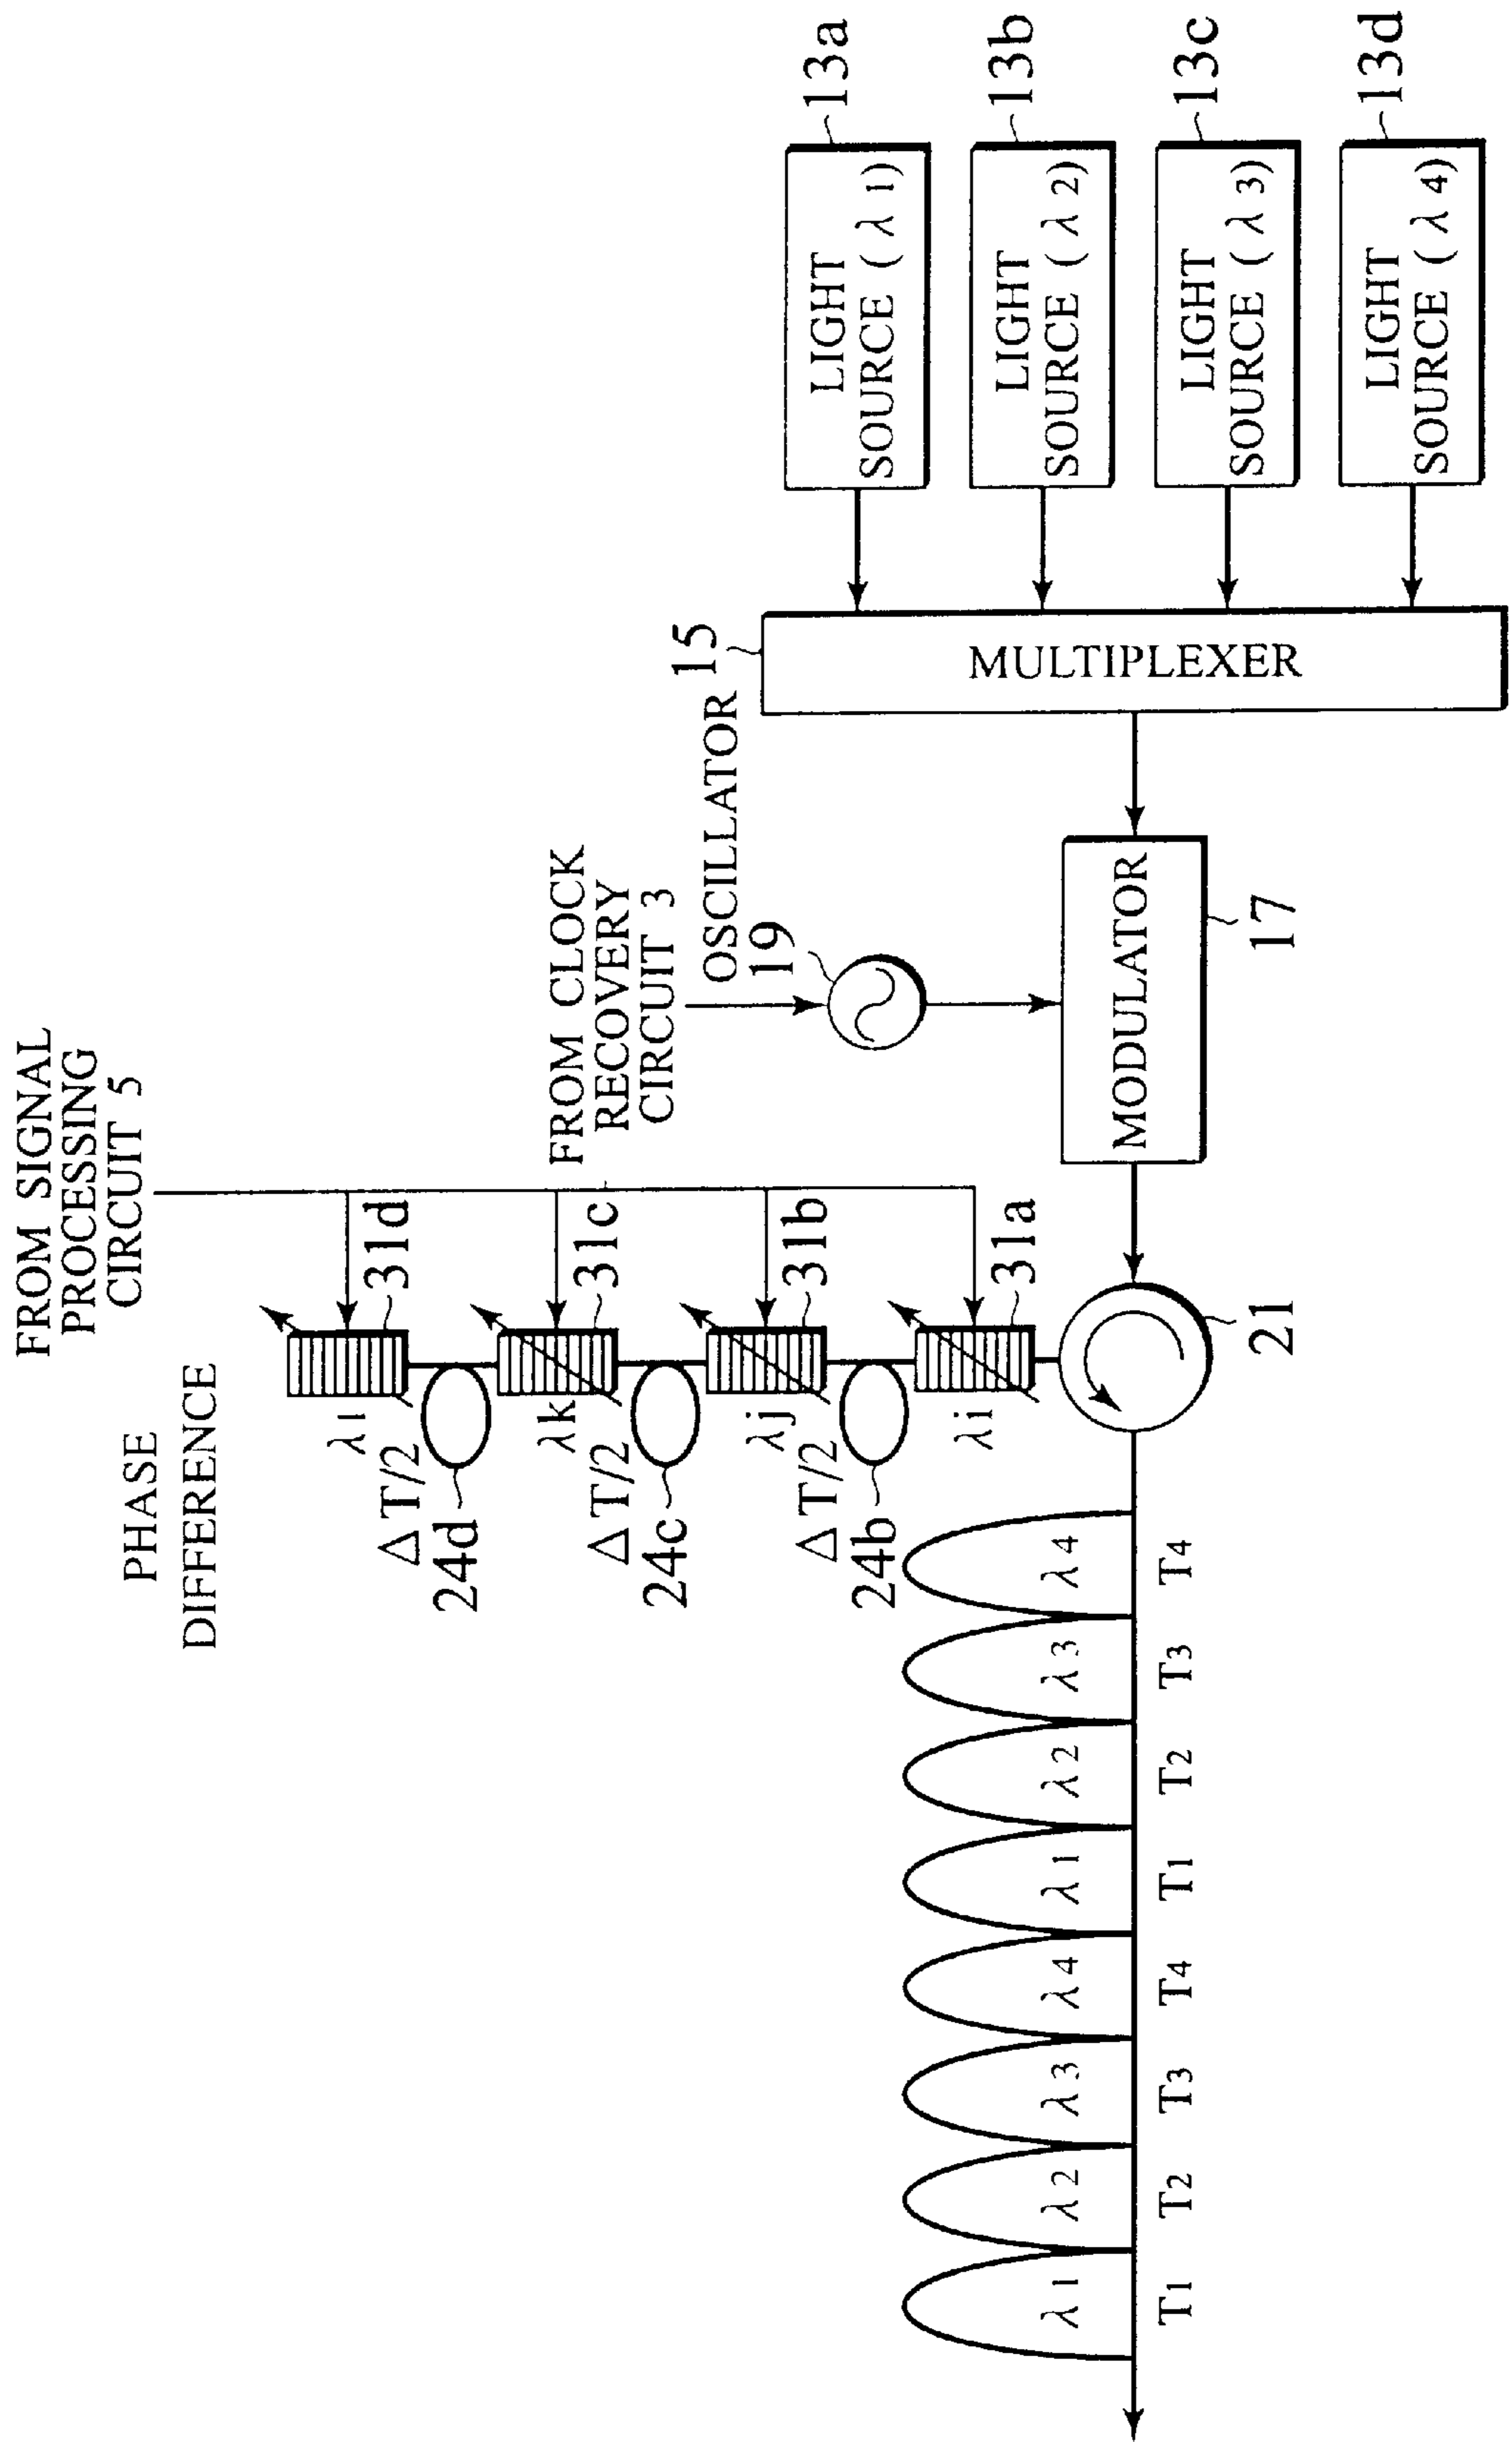 FROM SIGNAL
PROCESSING
CIRCUIT 5
PHASE
DIFFERENCE
λl
31d
ΔT/2
24d
λk
31c
ΔT/2
24c
λj
31b
ΔT/2
24b
λi
31a
FROM CLOCK
RECOVERY
CIRCUIT 3
OSCILLATOR
19
15
MULTIPLEXER
MODULATOR
17
21
LIGHT
SOURCE (λ1)
13a
LIGHT
SOURCE (λ2)
13b
LIGHT
SOURCE (λ3)
13c
LIGHT
SOURCE (λ4)
13d
λ1 λ2 λ3 λ4 λ1 λ2 λ3 λ4
T1 T2 T3 T4 T1 T2 T3 T4